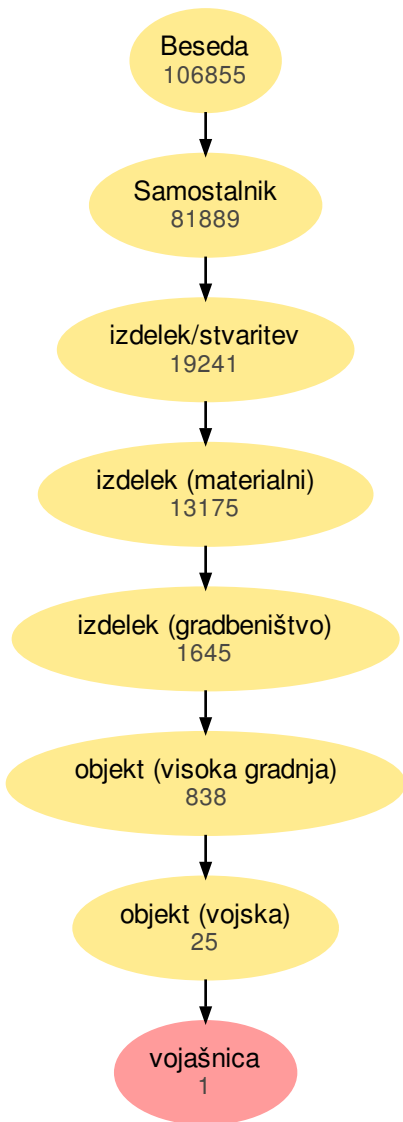 Beseda
106855
Samostalnik
81889
izdelek/stvaritev
19241
izdelek (materialni)
13175
izdelek (gradbeništvo)
1645
objekt (visoka gradnja)
838
objekt (vojska)
25
vojašnica
1